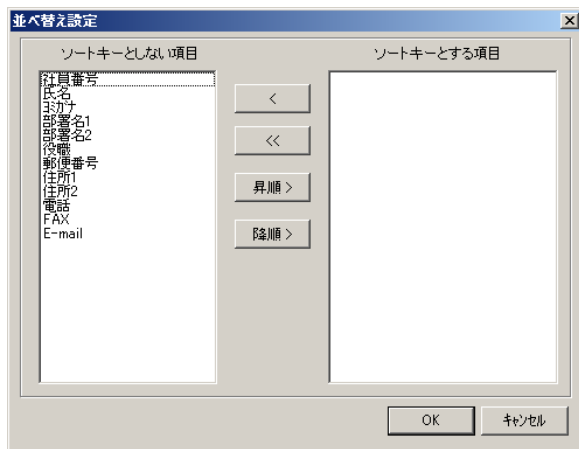 並べ替え設定
ソートキーとしない項目
ソートキーとする項目
社員番号
氏名
ﾖﾐｶﾞﾅ
部署名1
部署名2
役職
郵便番号
住所1
住所2
電話
FAX
E-mail
<
<<
昇順 >
降順 >
OK
ｷｬﾝｾﾙ